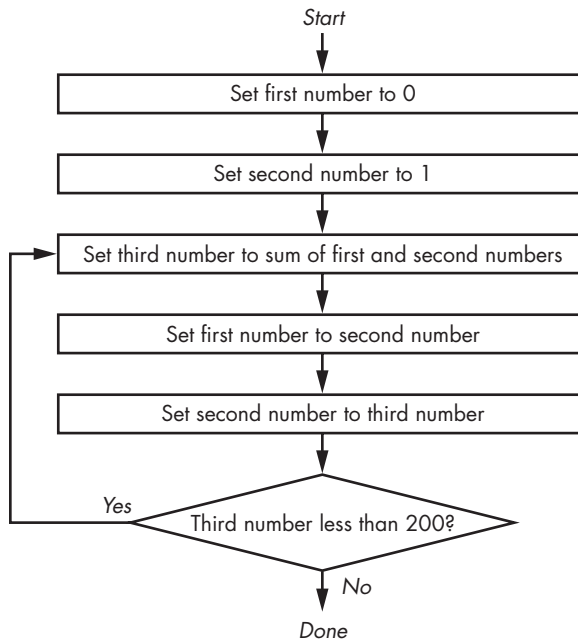 Start
Set first number to 0
Set second number to 1
Set third number to sum of first and second numbers
Set first number to second number
Set second number to third number
Yes
Third number less than 200?
No
Done